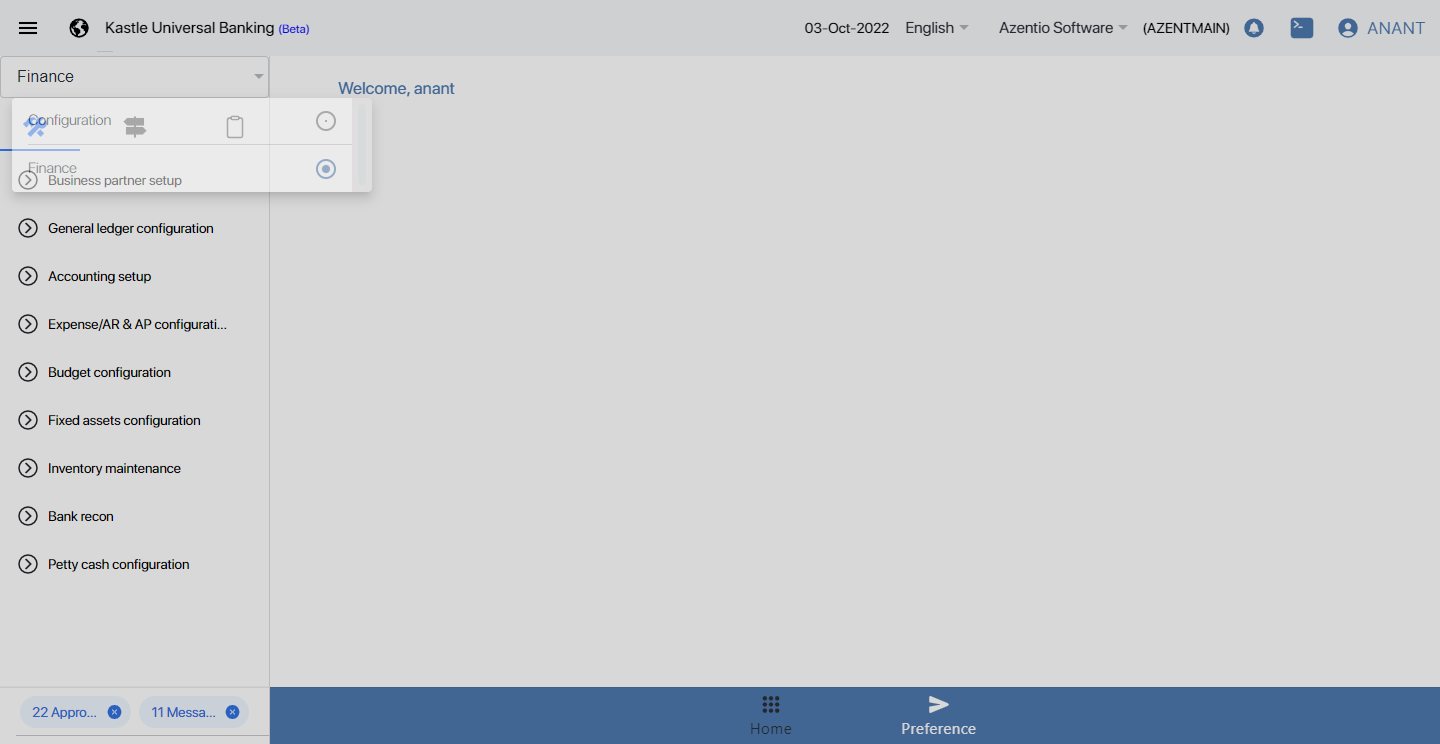 Kastle Universal Banking (Beta) 03-Oct-2022 English Azentio Software (AZENTMAIN) ANANT
Finance
Welcome, anant
Configuration
Finance
Business partner setup
General ledger configuration
Accounting setup
Expense/AR & AP configurati...
Budget configuration
Fixed assets configuration
Inventory maintenance
Bank recon
Petty cash configuration
22 Appro... 11 Messa...
Home Preference